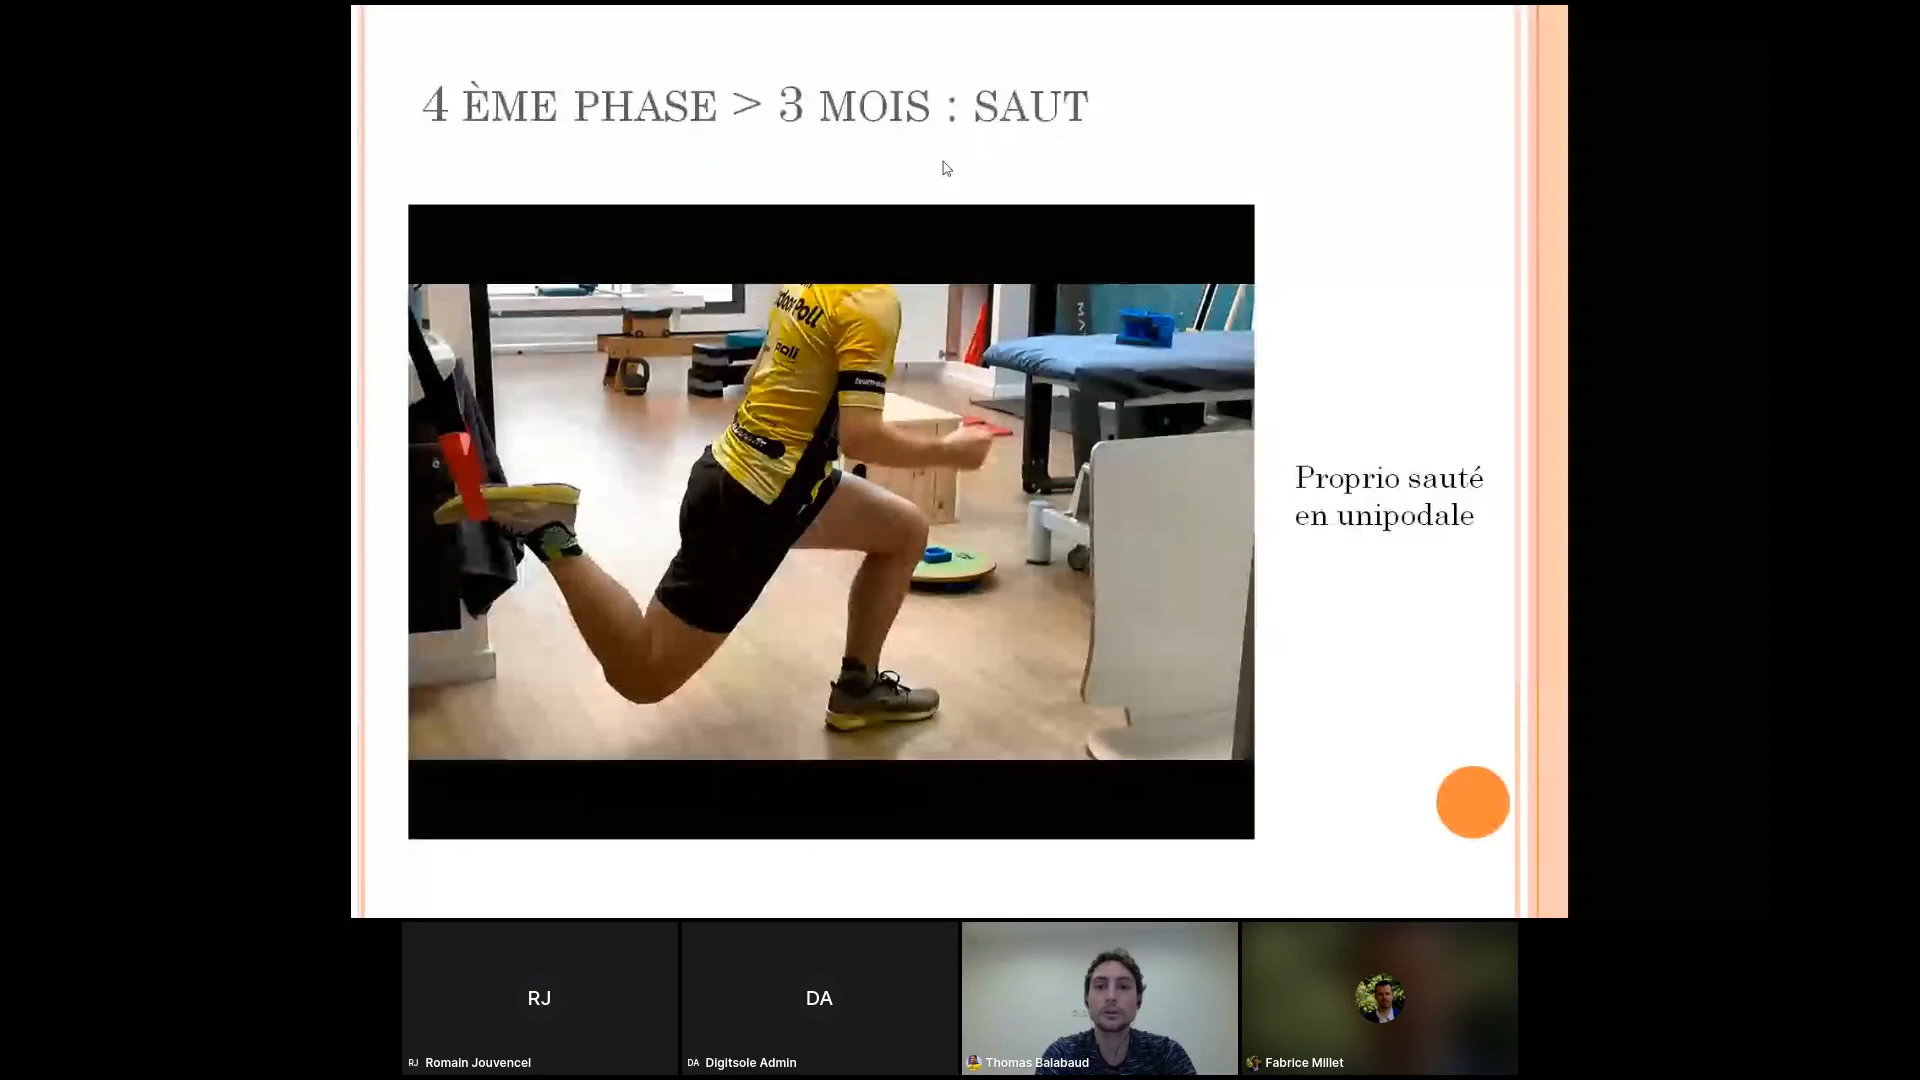 4 ÈME PHASE > 3 MOIS : SAUT
Proprio sauté
en unipodale
poli
RJ
DA
RJ Romain Jouvencel
DA Digitsole Admin
Thomas Balabaud
Fabrice Millet